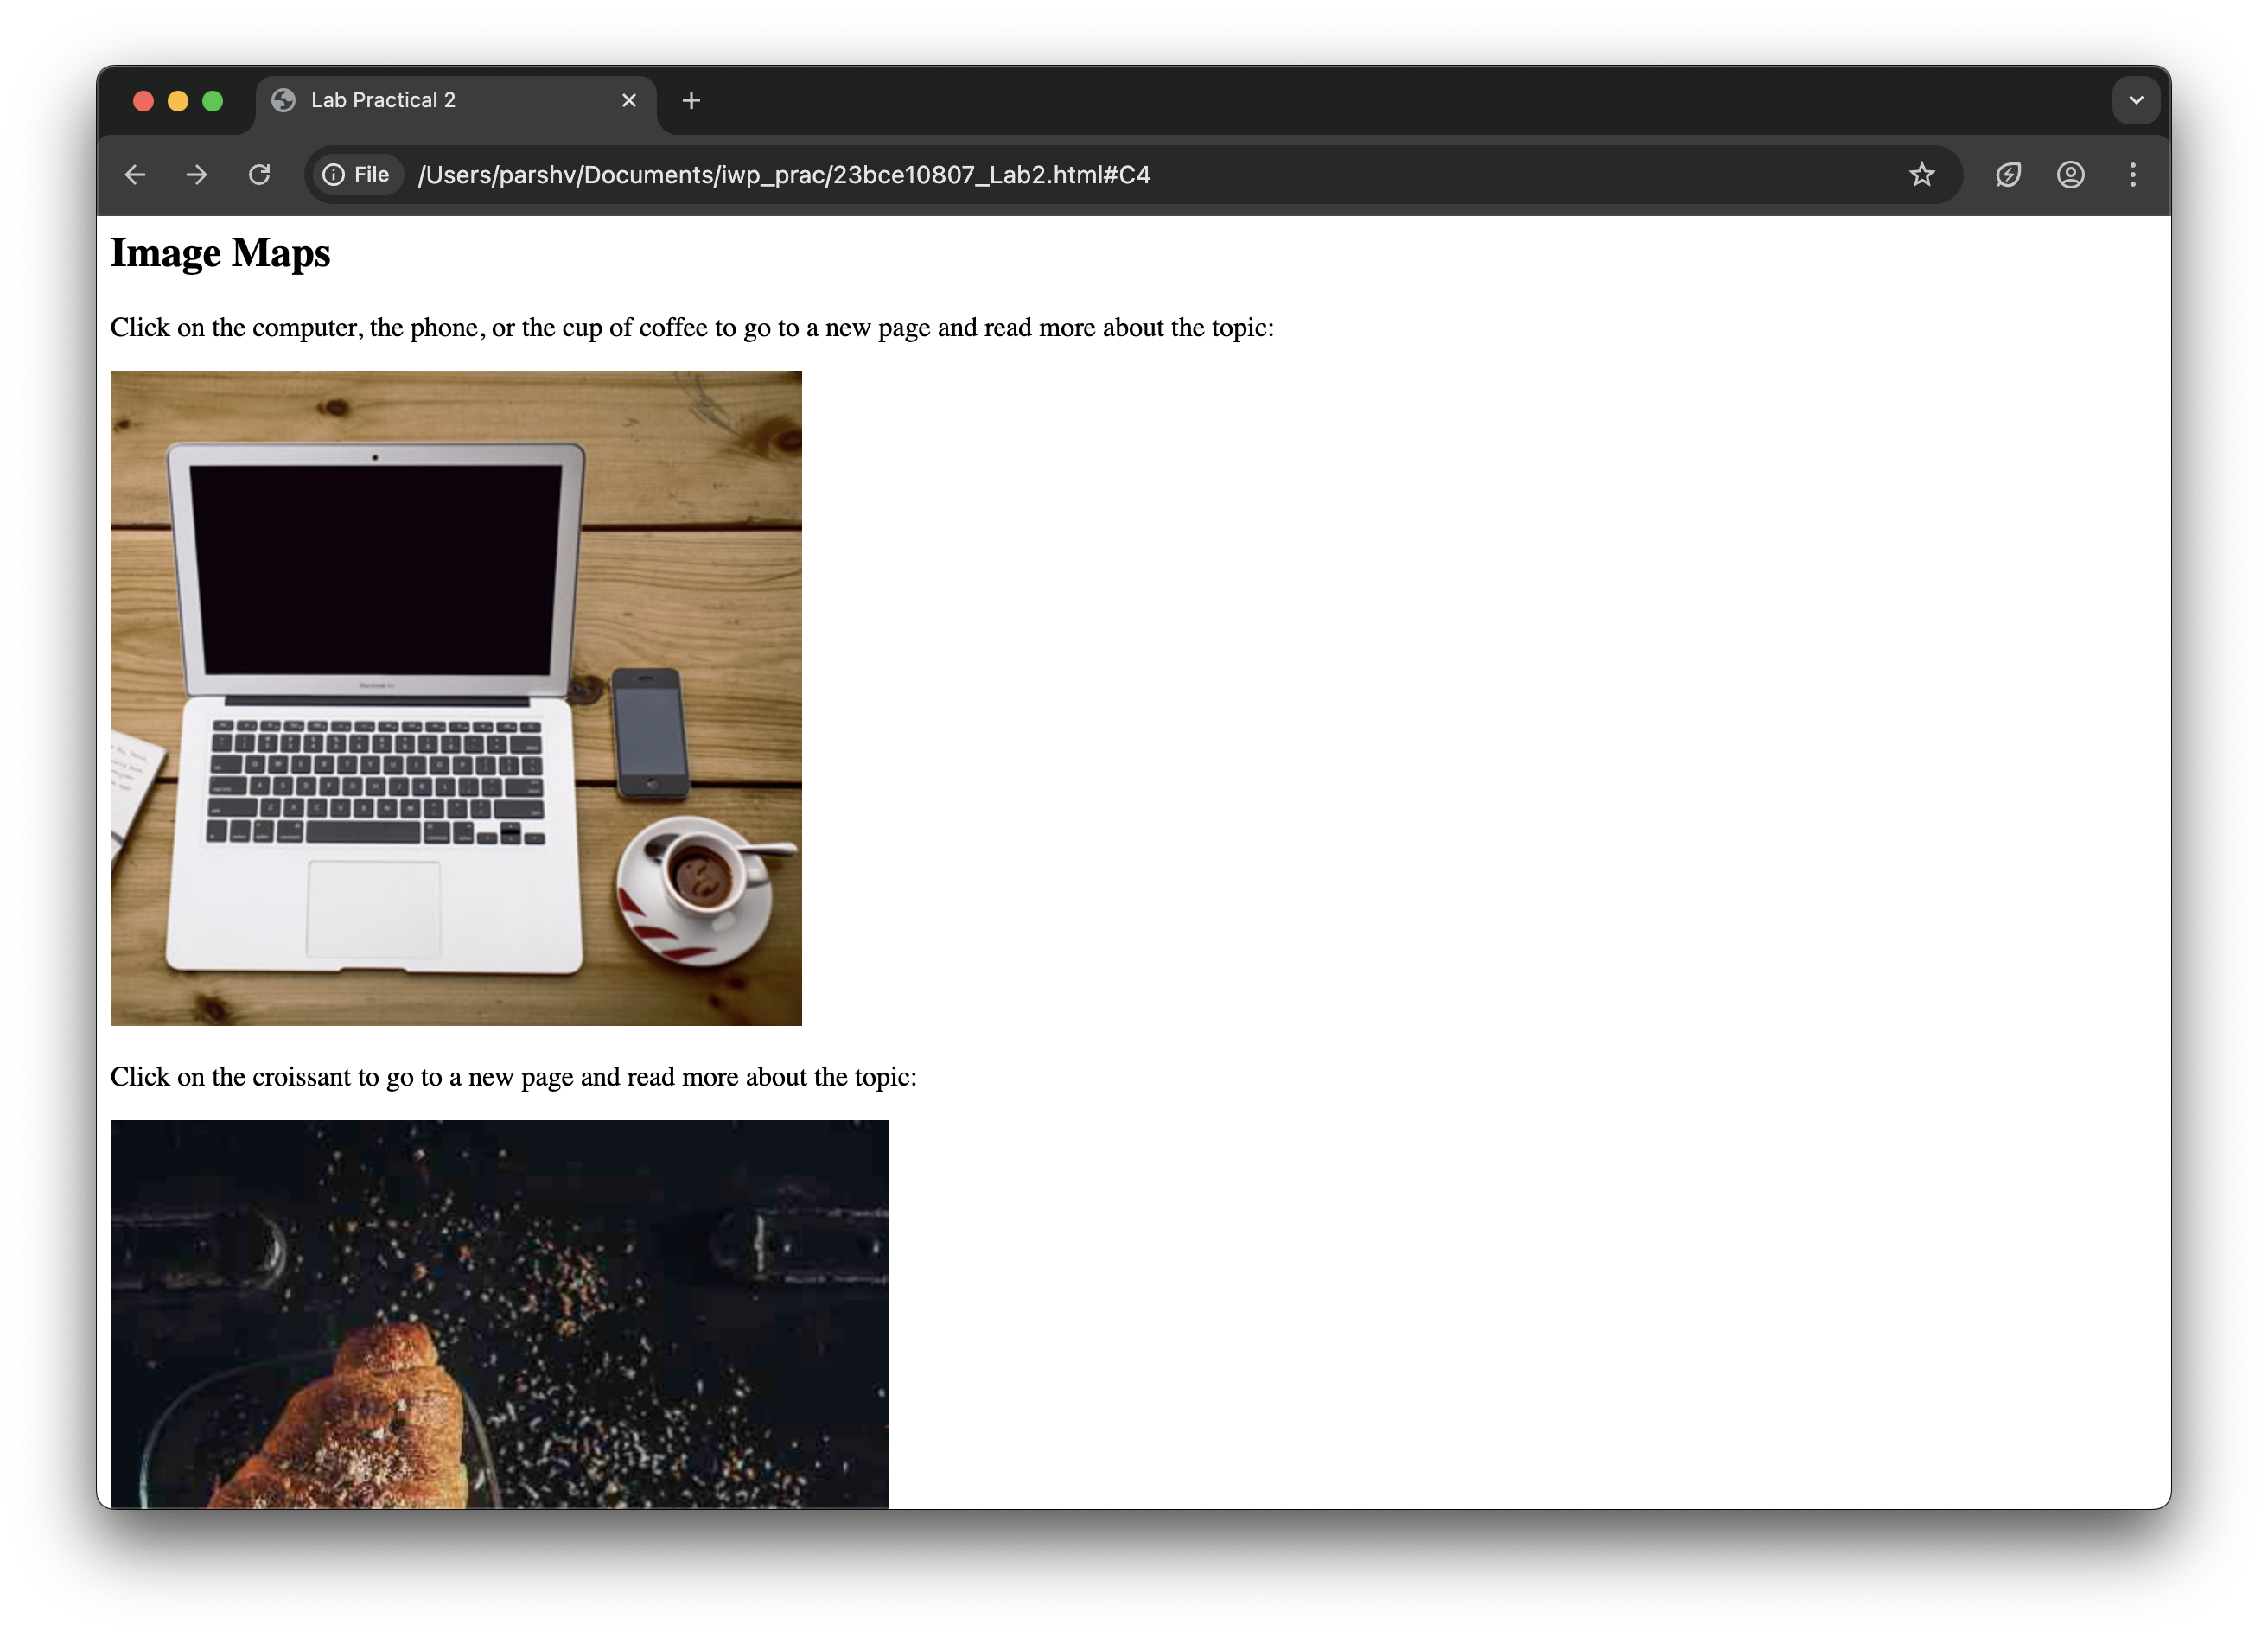 Lab Practical 2
File /Users/parshv/Documents/iwp_prac/23bce10807_Lab2.html#C4
Image Maps
Click on the computer, the phone, or the cup of coffee to go to a new page and read more about the topic:
Click on the croissant to go to a new page and read more about the topic: